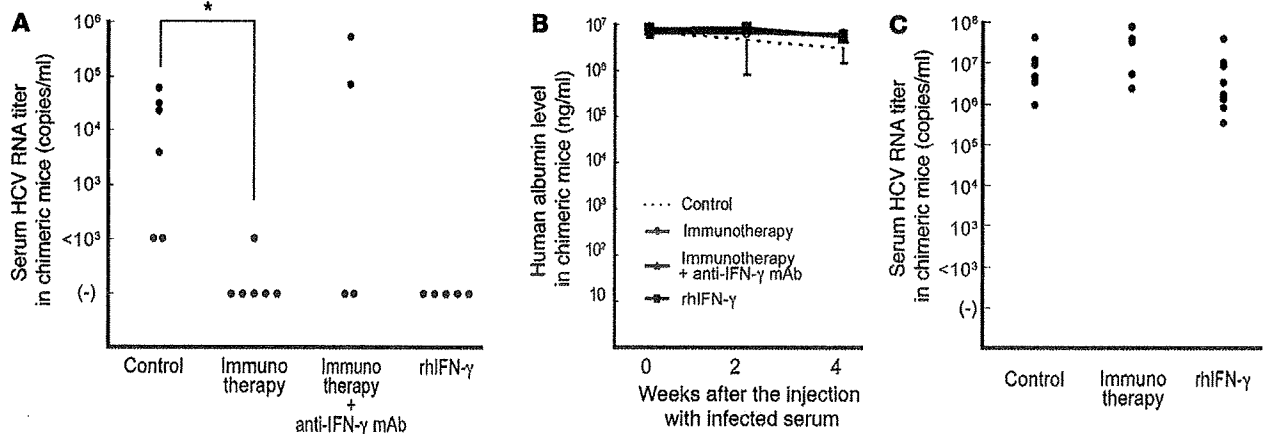 A
Serum HCV RNA titer
in chimeric mice (copies/ml)
10⁶
10⁵
10⁴
10³
<10³
(-)
*
Control
Immuno
therapy
Immuno
therapy
+
anti-IFN-γ mAb
rhIFN-γ
B
Human albumin level
in chimeric mice (ng/ml)
10⁷
10⁶
10⁵
10⁴
10³
10²
10
Control
Immunotherapy
Immunotherapy
+ anti-IFN-γ mAb
rhIFN-γ
0 2 4
Weeks after the injection
with infected serum
C
Serum HCV RNA titer
in chimeric mice (copies/ml)
10⁸
10⁷
10⁶
10⁵
10⁴
10³
<10³
(-)
Control
Immuno
therapy
rhIFN-γ